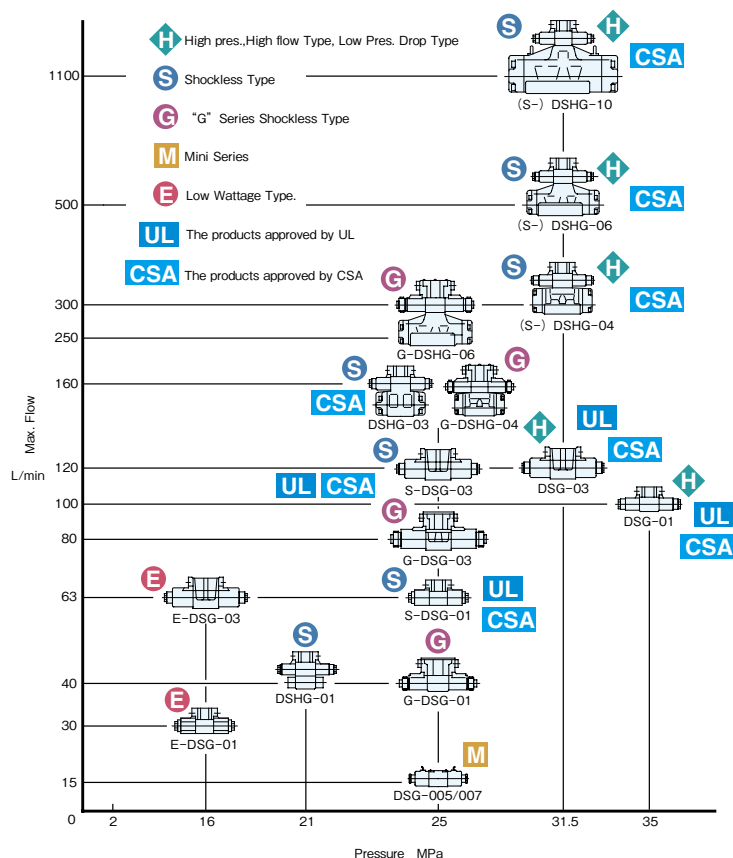 H High pres.,High flow Type, Low Pres. Drop Type
S Shockless Type
G "G" Series Shockless Type
M Mini Series
E Low Wattage Type.
UL The products approved by UL
CSA The products approved by CSA
Max. Flow
L/min
1100
500
300
250
160
120
100
80
63
40
30
15
0
S H
CSA
(S-) DSHG-10
S H
CSA
(S-) DSHG-06
S H
CSA
(S-) DSHG-04
G
G-DSHG-06
S
CSA
DSHG-03
G
G-DSHG-04
S
UL CSA
S-DSG-03
H
UL
CSA
DSG-03
H
UL
CSA
DSG-01
G
G-DSG-03
E
E-DSG-03
S
UL
CSA
S-DSG-01
S
DSHG-01
G
G-DSG-01
E
E-DSG-01
M
DSG-005/007
2 16 21 25 31.5 35
Pressure MPa